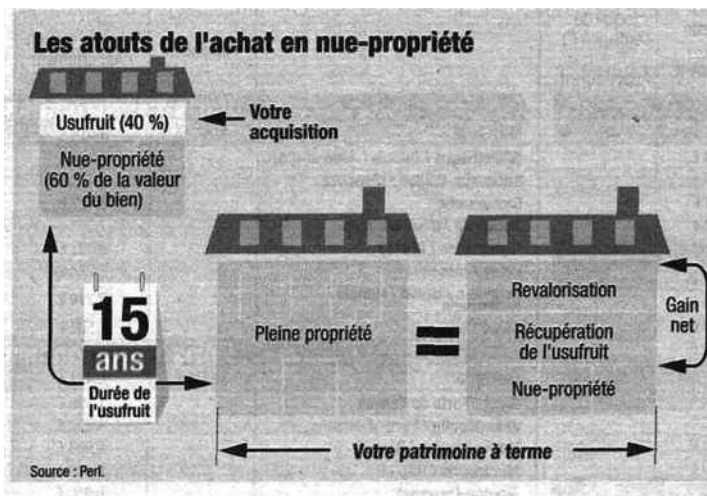 Les atouts de l'achat en nue-propriété
Usufruit (40 %)
Votre
acquisition
Nue-propriété
(60 % de la valeur
du bien)
15
ans
Durée de
l'usufruit
Pleine propriété
=
Revalorisation
Récupération
de l'usufruit
Nue-propriété
Gain
net
Votre patrimoine à terme
Source : Perl.